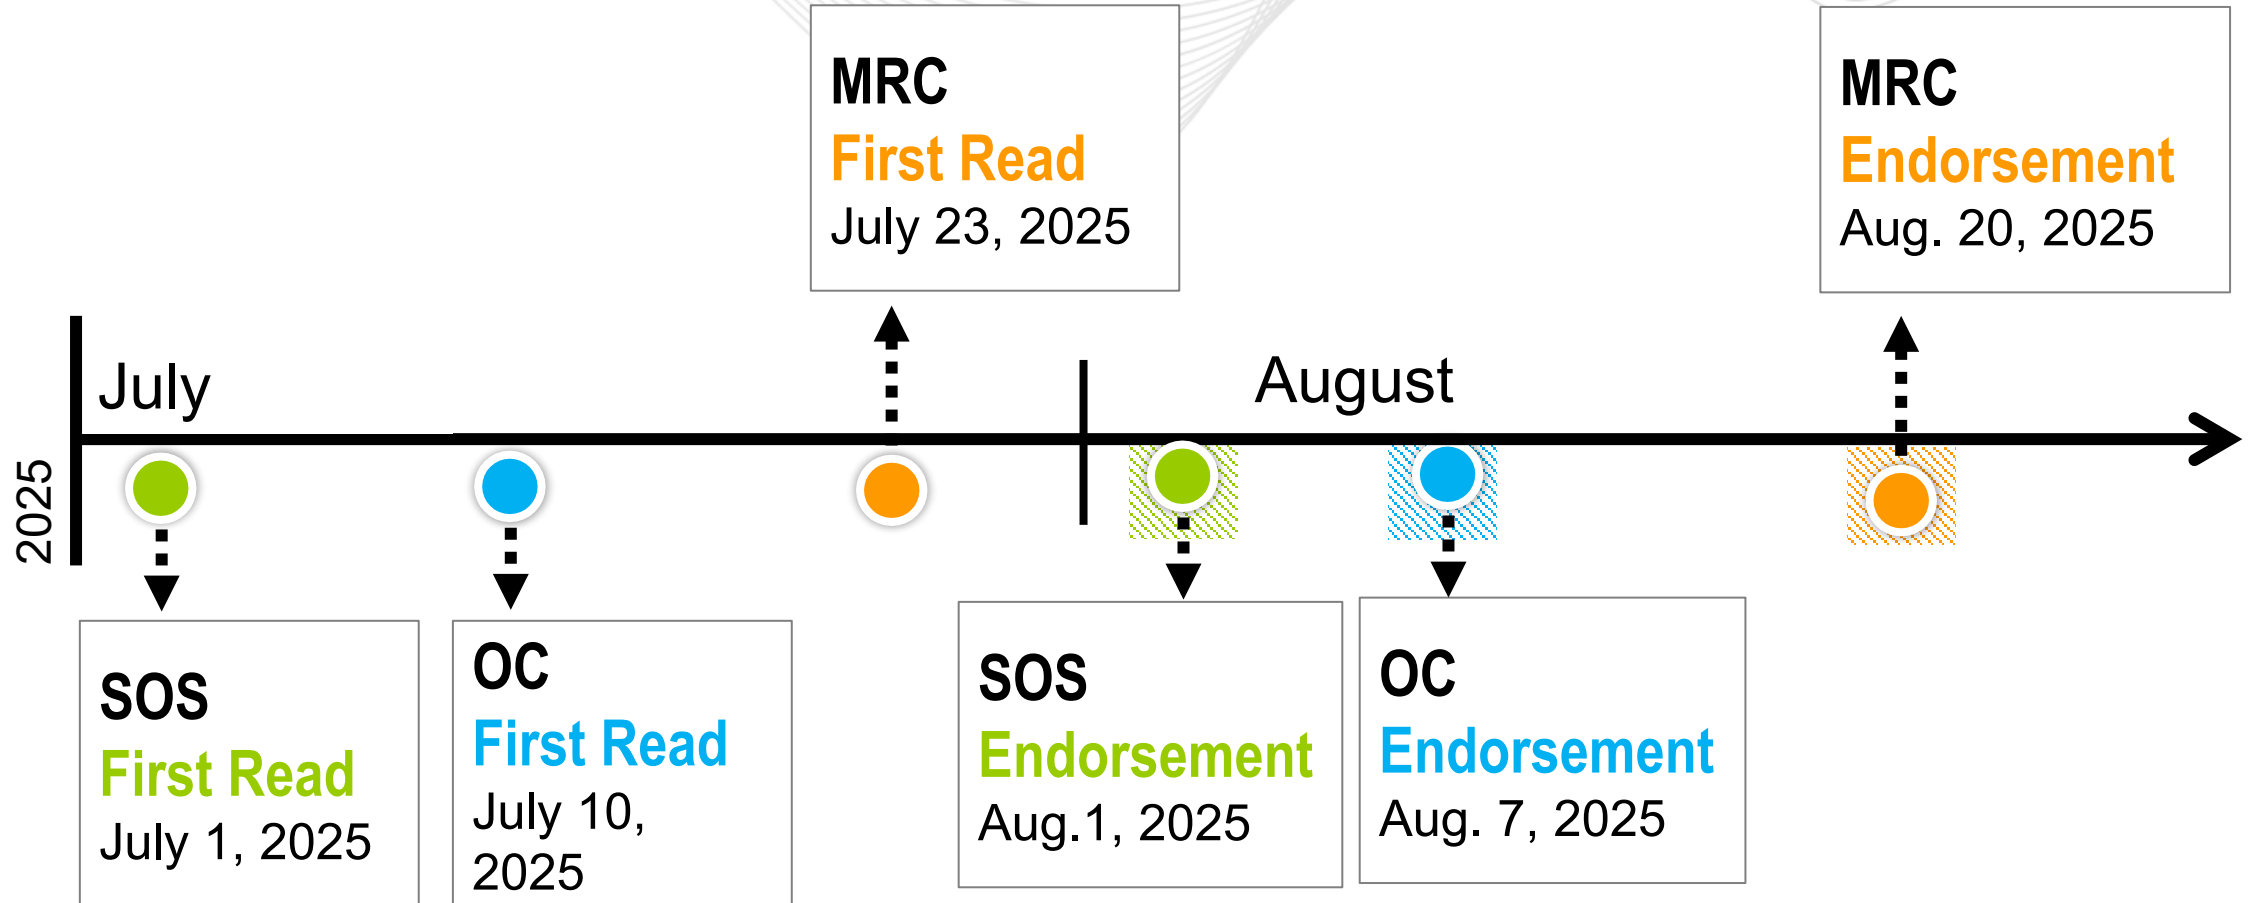 MRC
First Read
July 23, 2025
MRC
Endorsement
Aug. 20, 2025
July
August
2025
SOS
First Read
July 1, 2025
OC
First Read
July 10,
2025
SOS
Endorsement
Aug.1, 2025
OC
Endorsement
Aug. 7, 2025